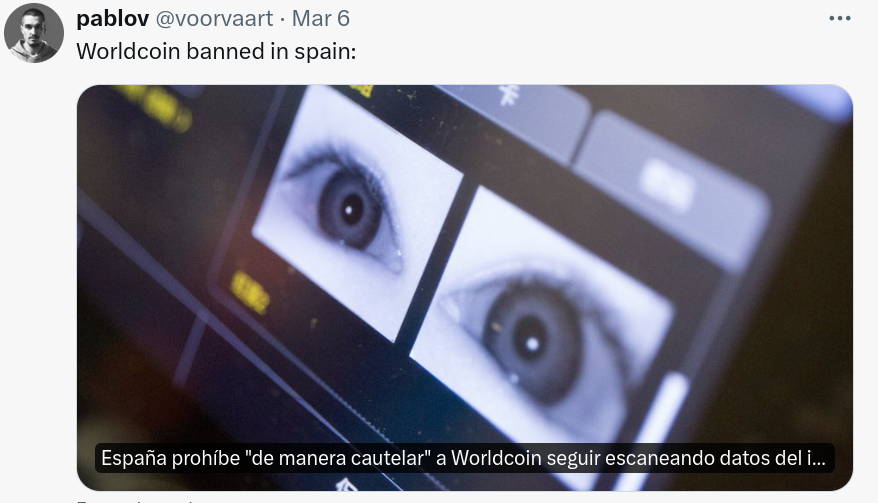 pablov @voorvaart · Mar 6
Worldcoin banned in spain:
España prohíbe "de manera cautelar" a Worldcoin seguir escaneando datos del i...